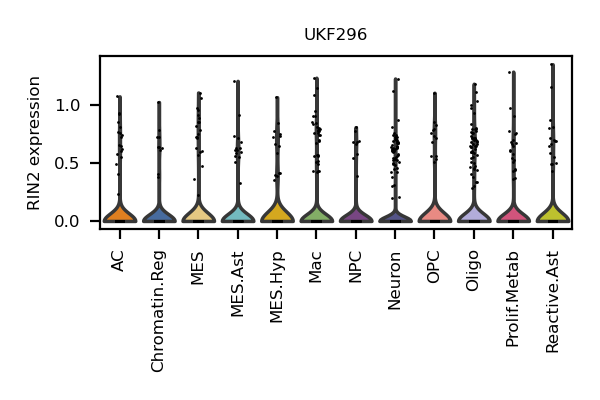 UKF296
RIN2 expression
1.0
0.5
0.0
AC
Chromatin.Reg
MES
MES.Ast
MES.Hyp
Mac
NPC
Neuron
OPC
Oligo
Prolif.Metab
Reactive.Ast